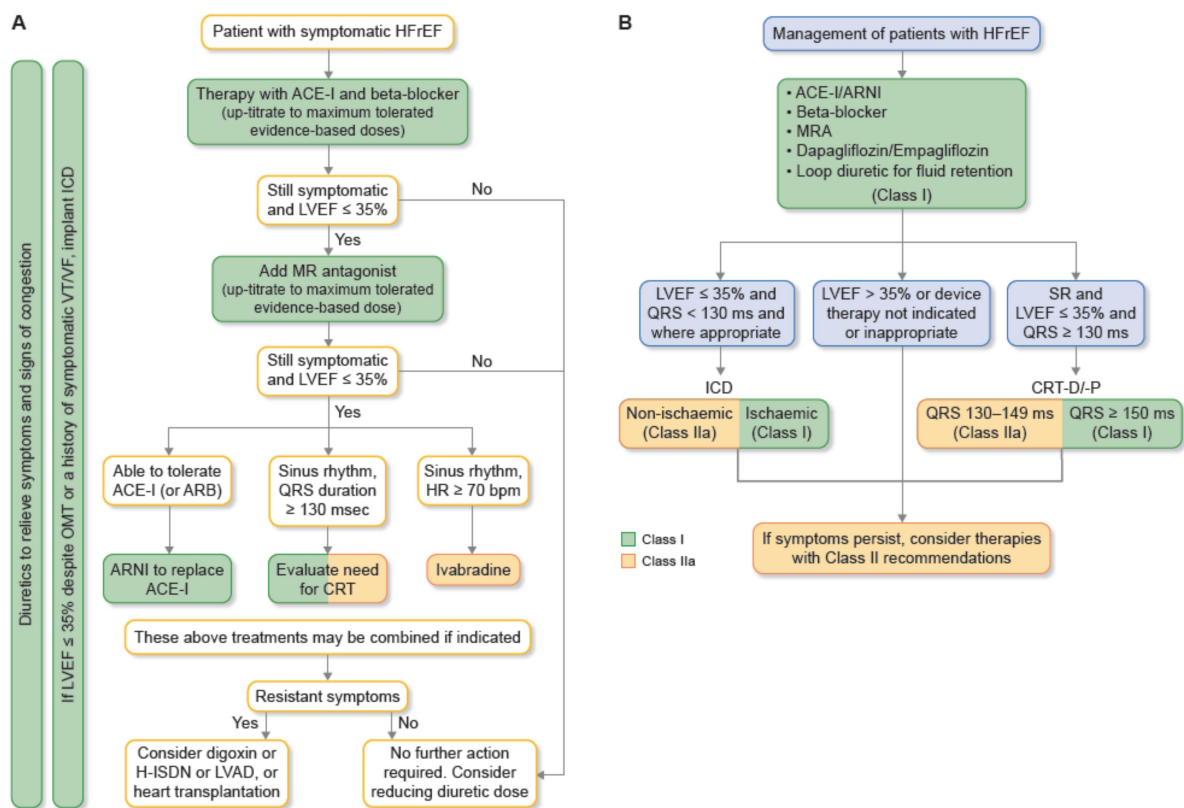 A
Patient with symptomatic HFrEF
Therapy with ACE-I and beta-blocker
(up-titrate to maximum tolerated
evidence-based doses)
Still symptomatic
and LVEF ≤ 35%
No
Yes
Add MR antagonist
(up-titrate to maximum tolerated
evidence-based dose)
Still symptomatic
and LVEF ≤ 35%
No
Yes
Able to tolerate
ACE-I (or ARB)
Sinus rhythm,
QRS duration
≥ 130 msec
Sinus rhythm,
HR ≥ 70 bpm
ARNI to replace
ACE-I
Evaluate need
for CRT
Ivabradine
These above treatments may be combined if indicated
Resistant symptoms
Yes
No
Consider digoxin or
H-ISDN or LVAD, or
heart transplantation
No further action
required. Consider
reducing diuretic dose
Diuretics to relieve symptoms and signs of congestion
If LVEF ≤ 35% despite OMT or a history of symptomatic VT/VF, implant ICD
B
Management of patients with HFrEF
• ACE-I/ARNI
• Beta-blocker
• MRA
• Dapagliflozin/Empagliflozin
• Loop diuretic for fluid retention
(Class I)
LVEF ≤ 35% and
QRS < 130 ms and
where appropriate
LVEF > 35% or device
therapy not indicated
or inappropriate
SR and
LVEF ≤ 35% and
QRS ≥ 130 ms
ICD
Non-ischaemic
(Class IIa)
Ischaemic
(Class I)
CRT-D/-P
QRS 130–149 ms
(Class IIa)
QRS ≥ 150 ms
(Class I)
If symptoms persist, consider therapies
with Class II recommendations
Class I
Class IIa